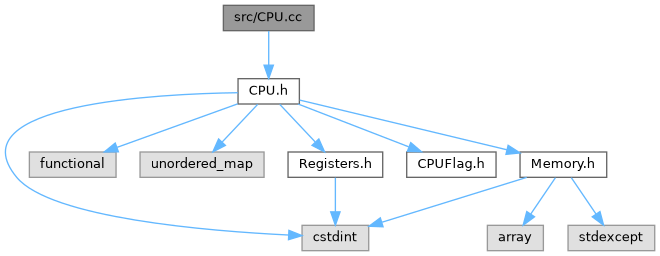 src/CPU.cc
CPU.h
functional
unordered_map
Registers.h
CPUFlag.h
Memory.h
cstdint
array
stdexcept